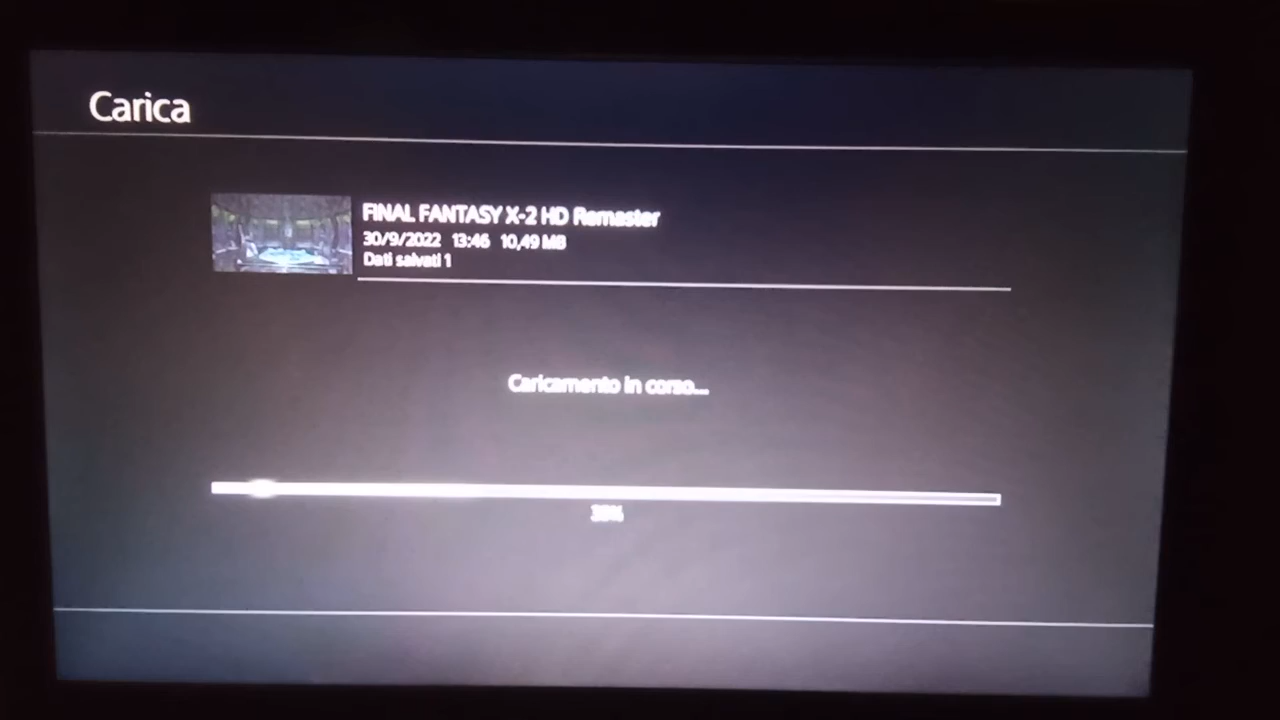 Carica
FINAL FANTASY X-2 HD Remaster
30/9/2022 13:46 10,49 MB
Dati salvati 1
Caricamento in corso...